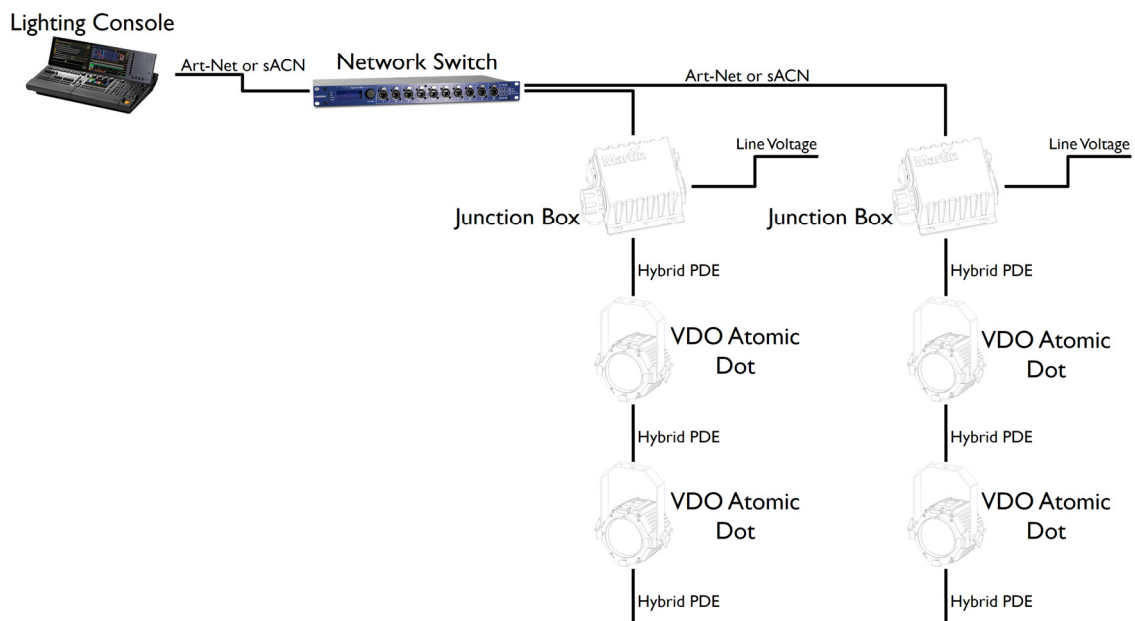 Lighting Console
Art-Net or sACN
Network Switch
Art-Net or sACN
Martin
Line Voltage
Martin
Line Voltage
Junction Box
Junction Box
Hybrid PDE
Hybrid PDE
VDO Atomic
Dot
VDO Atomic
Dot
Hybrid PDE
Hybrid PDE
VDO Atomic
Dot
VDO Atomic
Dot
Hybrid PDE
Hybrid PDE